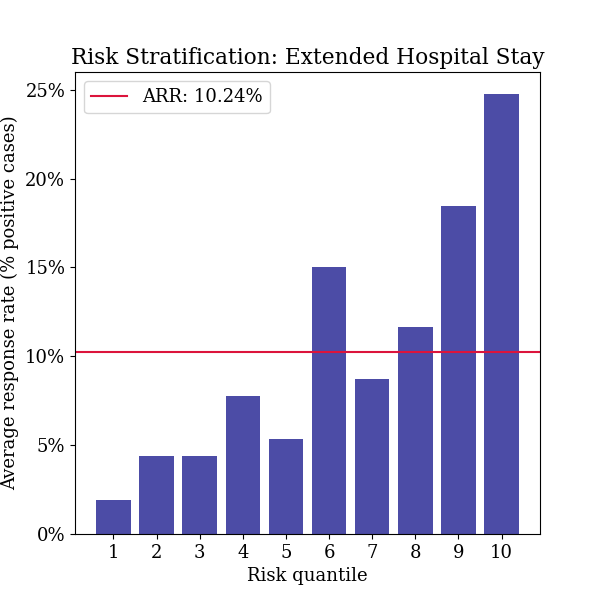 Risk Stratification: Extended Hospital Stay
ARR: 10.24%
Average response rate (% positive cases)
25%
20%
15%
10%
5%
0%
1 2 3 4 5 6 7 8 9 10
Risk quantile